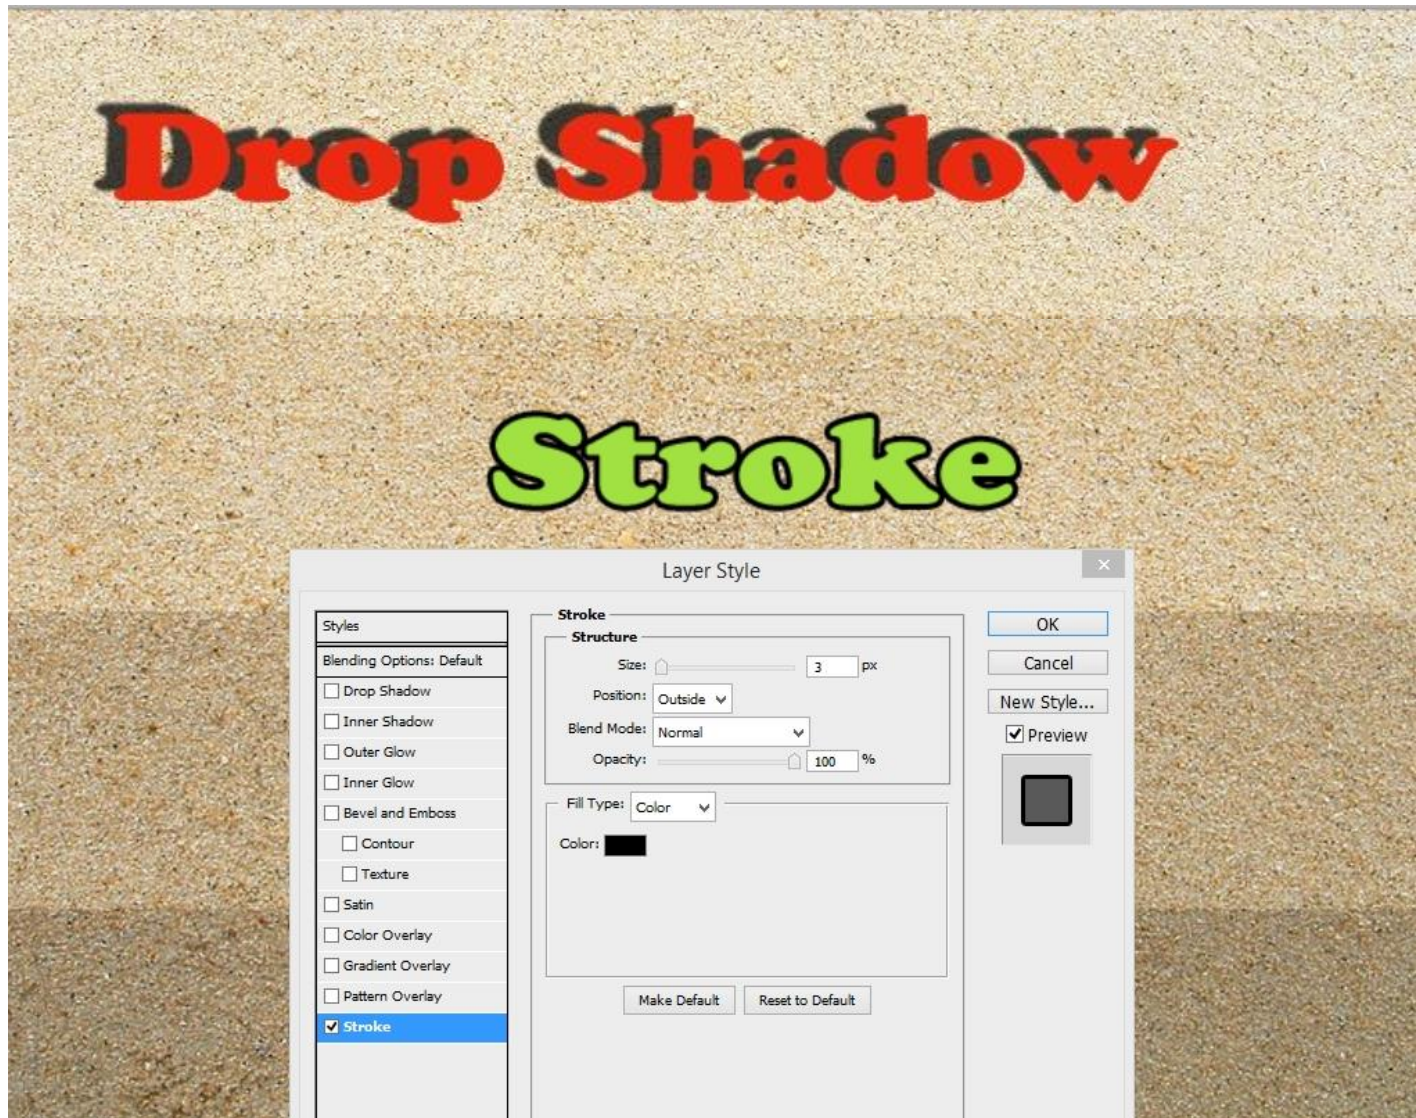 Drop Shadow
Stroke
Layer Style
Styles
Blending Options: Default
Drop Shadow
Inner Shadow
Outer Glow
Inner Glow
Bevel and Emboss
Contour
Texture
Satin
Color Overlay
Gradient Overlay
Pattern Overlay
Stroke
Stroke
Structure
Size: 3 px
Position: Outside
Blend Mode: Normal
Opacity: 100 %
Fill Type: Color
Color:
Make Default Reset to Default
OK
Cancel
New Style...
Preview